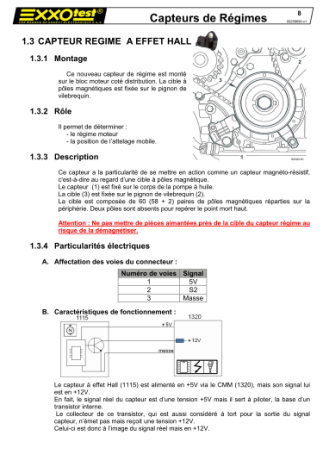 EXXOtest®
Capteurs de Régimes
8
1.3 CAPTEUR REGIME A EFFET HALL
1.3.1 Montage
Ce nouveau capteur de régime est monté
sur le bloc moteur coté distribution. La cible à
pôles magnétiques est fixée sur le pignon de
vilebrequin.
2
1.3.2 Rôle
Il permet de déterminer :
- le régime moteur
- la position de l'attelage mobile.
1
1.3.3 Description
Ce capteur a la particularité de se mettre en action comme un capteur magnéto-résistif,
c'est-à-dire au regard d'une cible à pôles magnétique.
Le capteur (1) est fixé sur le corps de la pompe à huile.
La cible (3) est fixée sur le pignon de vilebrequin (2).
La cible est composée de 60 (58 + 2) paires de pôles magnétiques réparties sur la
périphérie. Deux pôles sont absents pour repérer le point mort haut.
Attention : Ne pas mettre de pièces aimantées près de la cible du capteur régime au
risque de la démagnétiser.
1.3.4 Particularités électriques
A. Affectation des voies du connecteur :
Numéro de voies Signal
1 5V
2 S2
3 Masse
B. Caractéristiques de fonctionnement :
1115 1320
+5V
+12V
masse
Le capteur à effet Hall (1115) est alimenté en +5V via le CMM (1320), mais son signal lui
est en +12V.
En fait, le signal réel du capteur est d'une tension +5V mais il sert à piloter, la base d'un
transistor interne.
Le collecteur de ce transistor, qui est aussi considéré à tort pour la sortie du signal
capteur, n'émet pas mais reçoit une tension +12V.
Celui-ci est donc à l'image du signal réel mais en +12V.